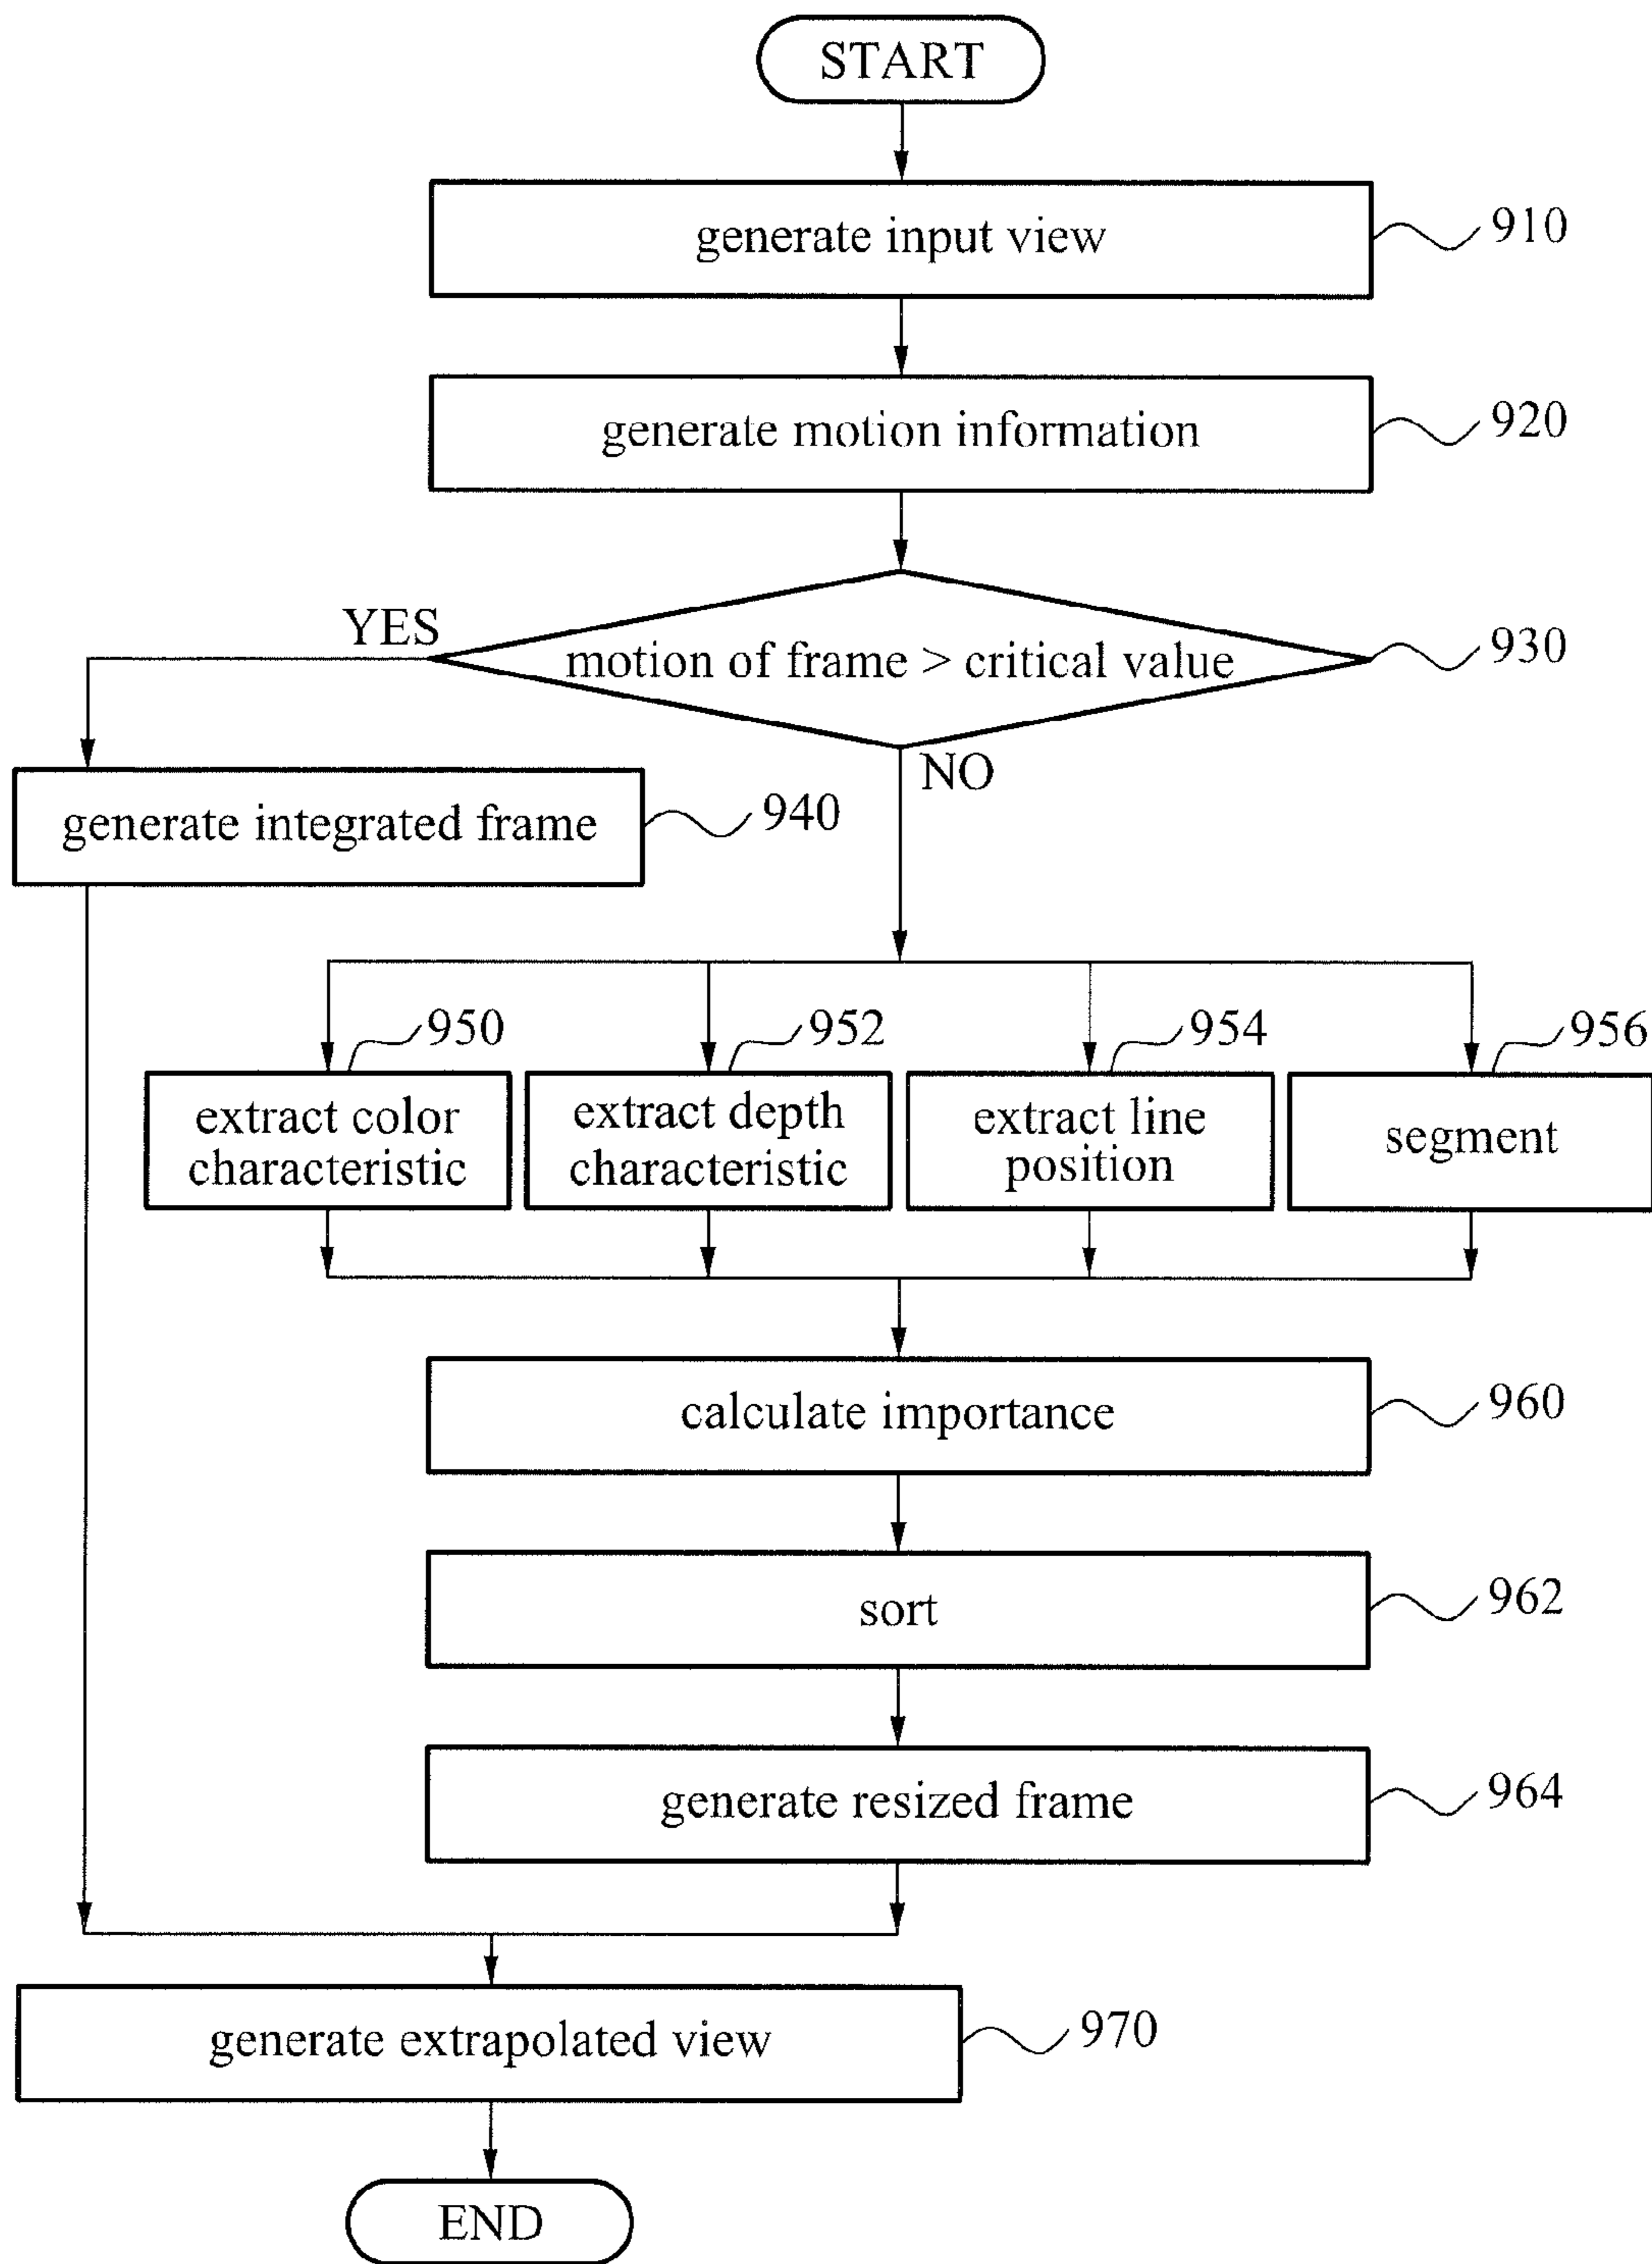 START
generate input view
910
generate motion information
920
YES
motion of frame > critical value
930
NO
generate integrated frame
940
950
952
954
956
extract color
characteristic
extract depth
characteristic
extract line
position
segment
calculate importance
960
sort
962
generate resized frame
964
generate extrapolated view
970
END